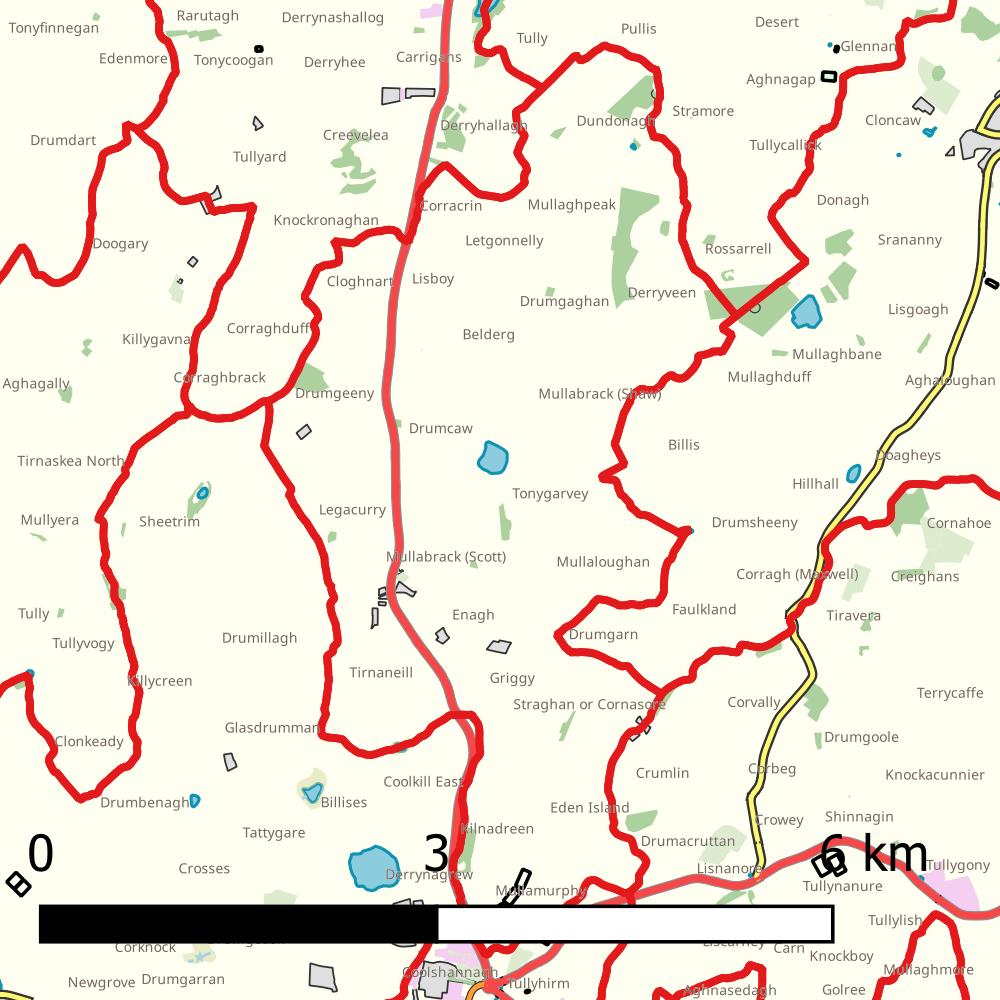 Tonyfinnegan
Rarutagh
Derrynashallog
Tully
Pullis
Desert
Edenmore
Tonycoogan
Derryhee
Carrigans
Glennan
Aghnagap
Drumdart
Creevelea
Derryhallagh
Dundonagh
Stramore
Cloncaw
Tullyard
Tullycallick
Doogary
Knockronaghan
Corracrin
Mullaghpeak
Donagh
Letgonnelly
Rossarrell
Srananny
Cloghnart
Lisboy
Drumgaghan
Derryveen
Lisgoagh
Killygavna
Corraghduff
Belderg
Mullaghbane
Aghagally
Corraghbrack
Drumgeeny
Mullabrack (Shaw)
Mullaghduff
Aghaloughan
Drumcaw
Billis
Tirnaskea North
Doagheys
Hillhall
Mullyera
Sheetrim
Legacurry
Tonygarvey
Drumsheeny
Cornahoe
Mullabrack (Scott)
Mullaloughan
Corragh (Maxwell)
Creighans
Tully
Tullyvogy
Drumillagh
Enagh
Drumgarn
Faulkland
Tiravera
Killycreen
Tirnaneill
Griggy
Straghan or Cornasore
Corvally
Terrycaffe
Clonkeady
Glasdrumman
Drumgoole
Drumbenagh
Billises
Coolkill East
Crumlin
Corbeg
Knockacunnier
Tattygare
Kilnadreen
Eden Island
Drumacruttan
Crowey
Shinnagin
0
3
6 km
Crosses
Derrynagrew
Mullamurphy
Lisnanore
Tullynanure
Tullygony
Tullylish
Corknock
Liscarney
Carn
Knockboy
Newgrove
Drumgarran
Coolshannagh
Tullyhirm
Aghnasedagh
Golree
Mullaghmore